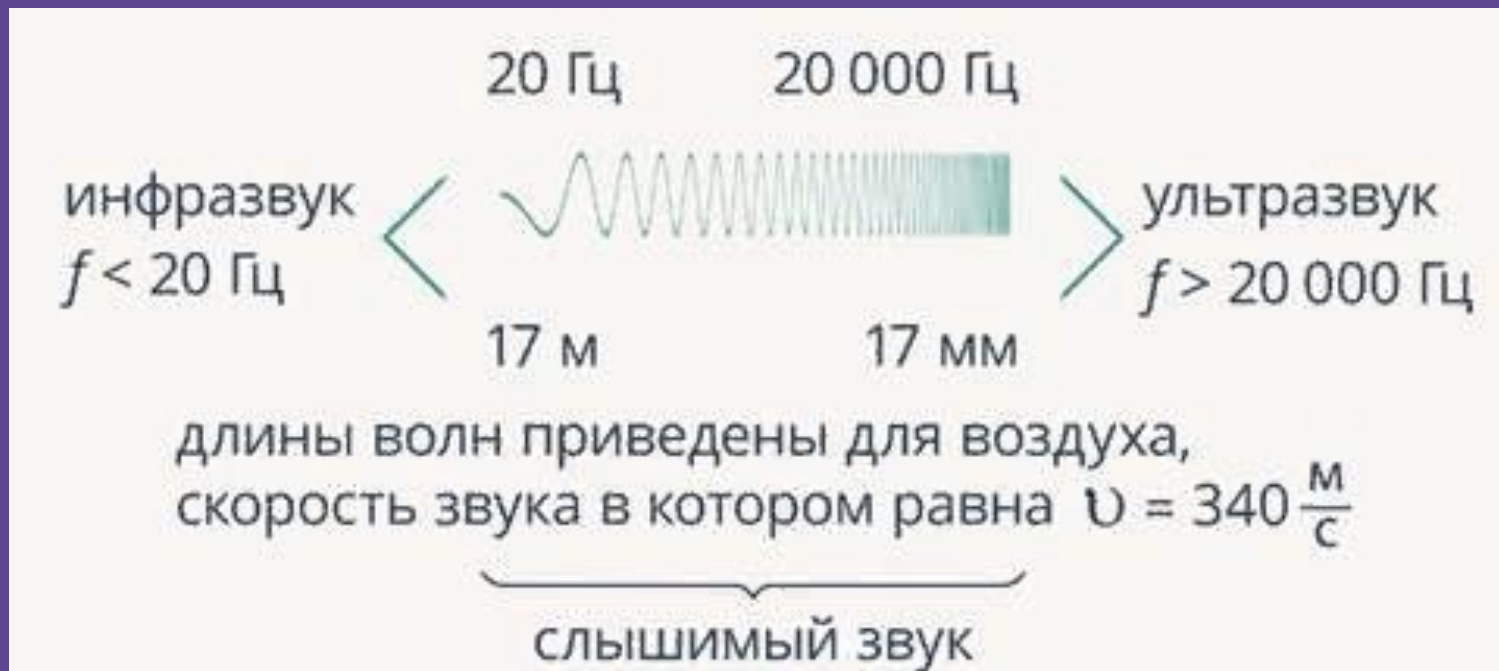 20 Гц 20 000 Гц
инфразвук
f < 20 Гц
ультразвук
f > 20 000 Гц
17 м 17 мм
длины волн приведены для воздуха,
скорость звука в котором равна υ = 340 м/с
слышимый звук